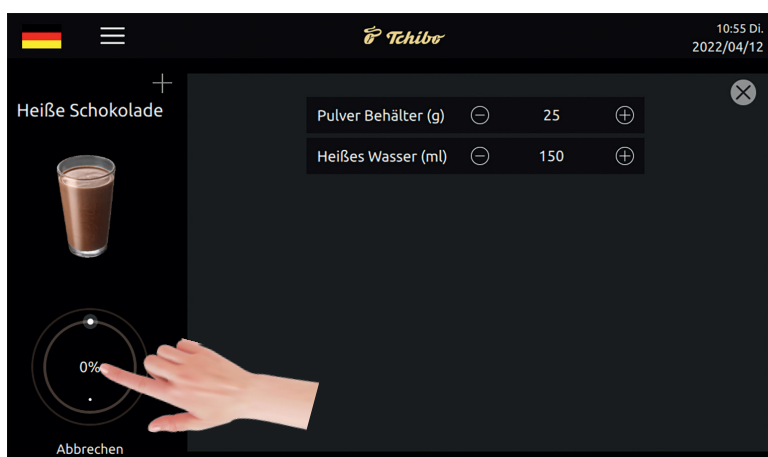 Tchibo
10:55 Di.
2022/04/12
Heiße Schokolade
Pulver Behälter (g) 25
Heißes Wasser (ml) 150
0%
Abbrechen